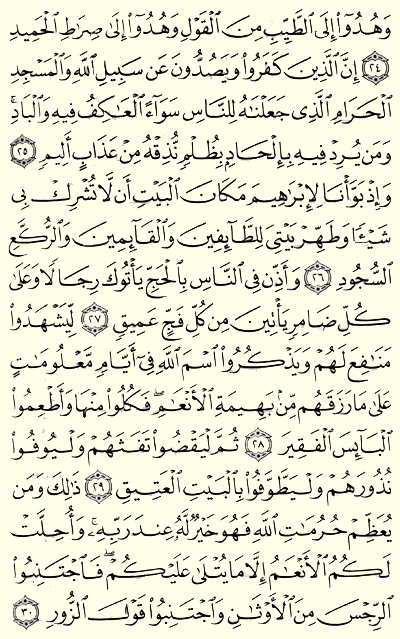 وَهُدُوٓا۟ إِلَى ٱلطَّيِّبِ مِنَ ٱلْقَوْلِ وَهُدُوٓا۟ إِلَىٰ صِرَٰطِ ٱلْحَمِيدِ
٢٤ إِنَّ ٱلَّذِينَ كَفَرُوا۟ وَيَصُدُّونَ عَن سَبِيلِ ٱللَّهِ وَٱلْمَسْجِدِ
ٱلْحَرَامِ ٱلَّذِى جَعَلْنَٰهُ لِلنَّاسِ سَوَآءً ٱلْعَٰكِفُ فِيهِ وَٱلْبَادِ ۚ
وَمَن يُرِدْ فِيهِ بِإِلْحَادٍۭ بِظُلْمٍ نُّذِقْهُ مِنْ عَذَابٍ أَلِيمٍ ٢٥
وَإِذْ بَوَّأْنَا لِإِبْرَٰهِيمَ مَكَانَ ٱلْبَيْتِ أَن لَّا تُشْرِكْ بِى
شَيْـًٔا وَطَهِّرْ بَيْتِىَ لِلطَّآئِفِينَ وَٱلْقَآئِمِينَ وَٱلرُّكَّعِ
ٱلسُّجُودِ ٢٦ وَأَذِّن فِى ٱلنَّاسِ بِٱلْحَجِّ يَأْتُوكَ رِجَالًا وَعَلَىٰ
كُلِّ ضَامِرٍ يَأْتِينَ مِن كُلِّ فَجٍّ عَمِيقٍ ٢٧ لِّيَشْهَدُوا۟
مَنَٰفِعَ لَهُمْ وَيَذْكُرُوا۟ ٱسْمَ ٱللَّهِ فِىٓ أَيَّامٍ مَّعْلُومَٰتٍ
عَلَىٰ مَا رَزَقَهُم مِّنۢ بَهِيمَةِ ٱلْأَنْعَٰمِ ۖ فَكُلُوا۟ مِنْهَا وَأَطْعِمُوا۟
ٱلْبَآئِسَ ٱلْفَقِيرَ ٢٨ ثُمَّ لْيَقْضُوا۟ تَفَثَهُمْ وَلْيُوفُوا۟
نُذُورَهُمْ وَلْيَطَّوَّفُوا۟ بِٱلْبَيْتِ ٱلْعَتِيقِ ٢٩ ذَٰلِكَ وَمَن
يُعَظِّمْ حُرُمَٰتِ ٱللَّهِ فَهُوَ خَيْرٌ لَّهُۥ عِندَ رَبِّهِۦ ۗ وَأُحِلَّتْ
لَكُمُ ٱلْأَنْعَٰمُ إِلَّا مَا يُتْلَىٰ عَلَيْكُمْ ۖ فَٱجْتَنِبُوا۟
ٱلرِّجْسَ مِنَ ٱلْأَوْثَٰنِ وَٱجْتَنِبُوا۟ قَوْلَ ٱلزُّورِ ٣٠